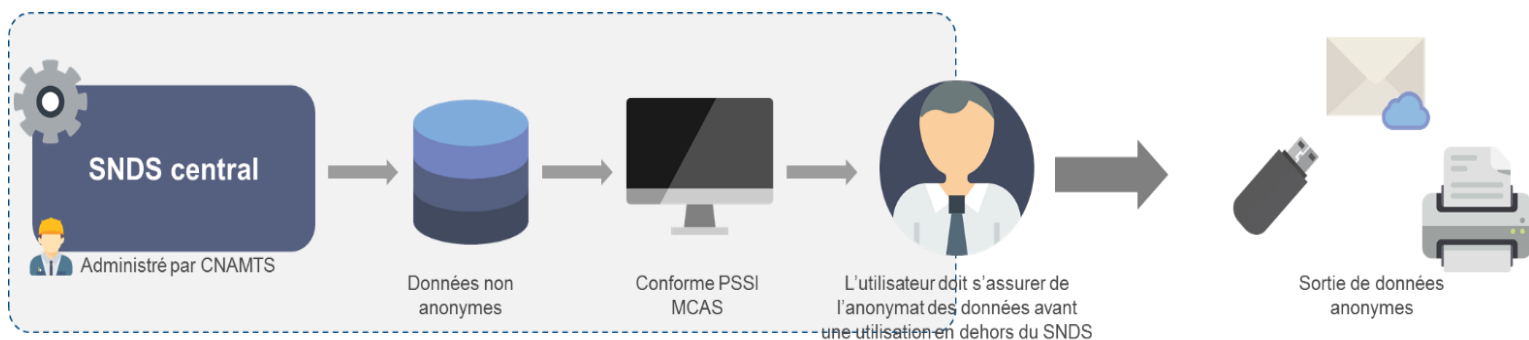 SNDS central
Administré par CNAMTS
Données non
anonymes
Conforme PSSI
MCAS
L'utilisateur doit s'assurer de
l'anonymat des données avant
une utilisation en dehors du SNDS
Sortie de données
anonymes